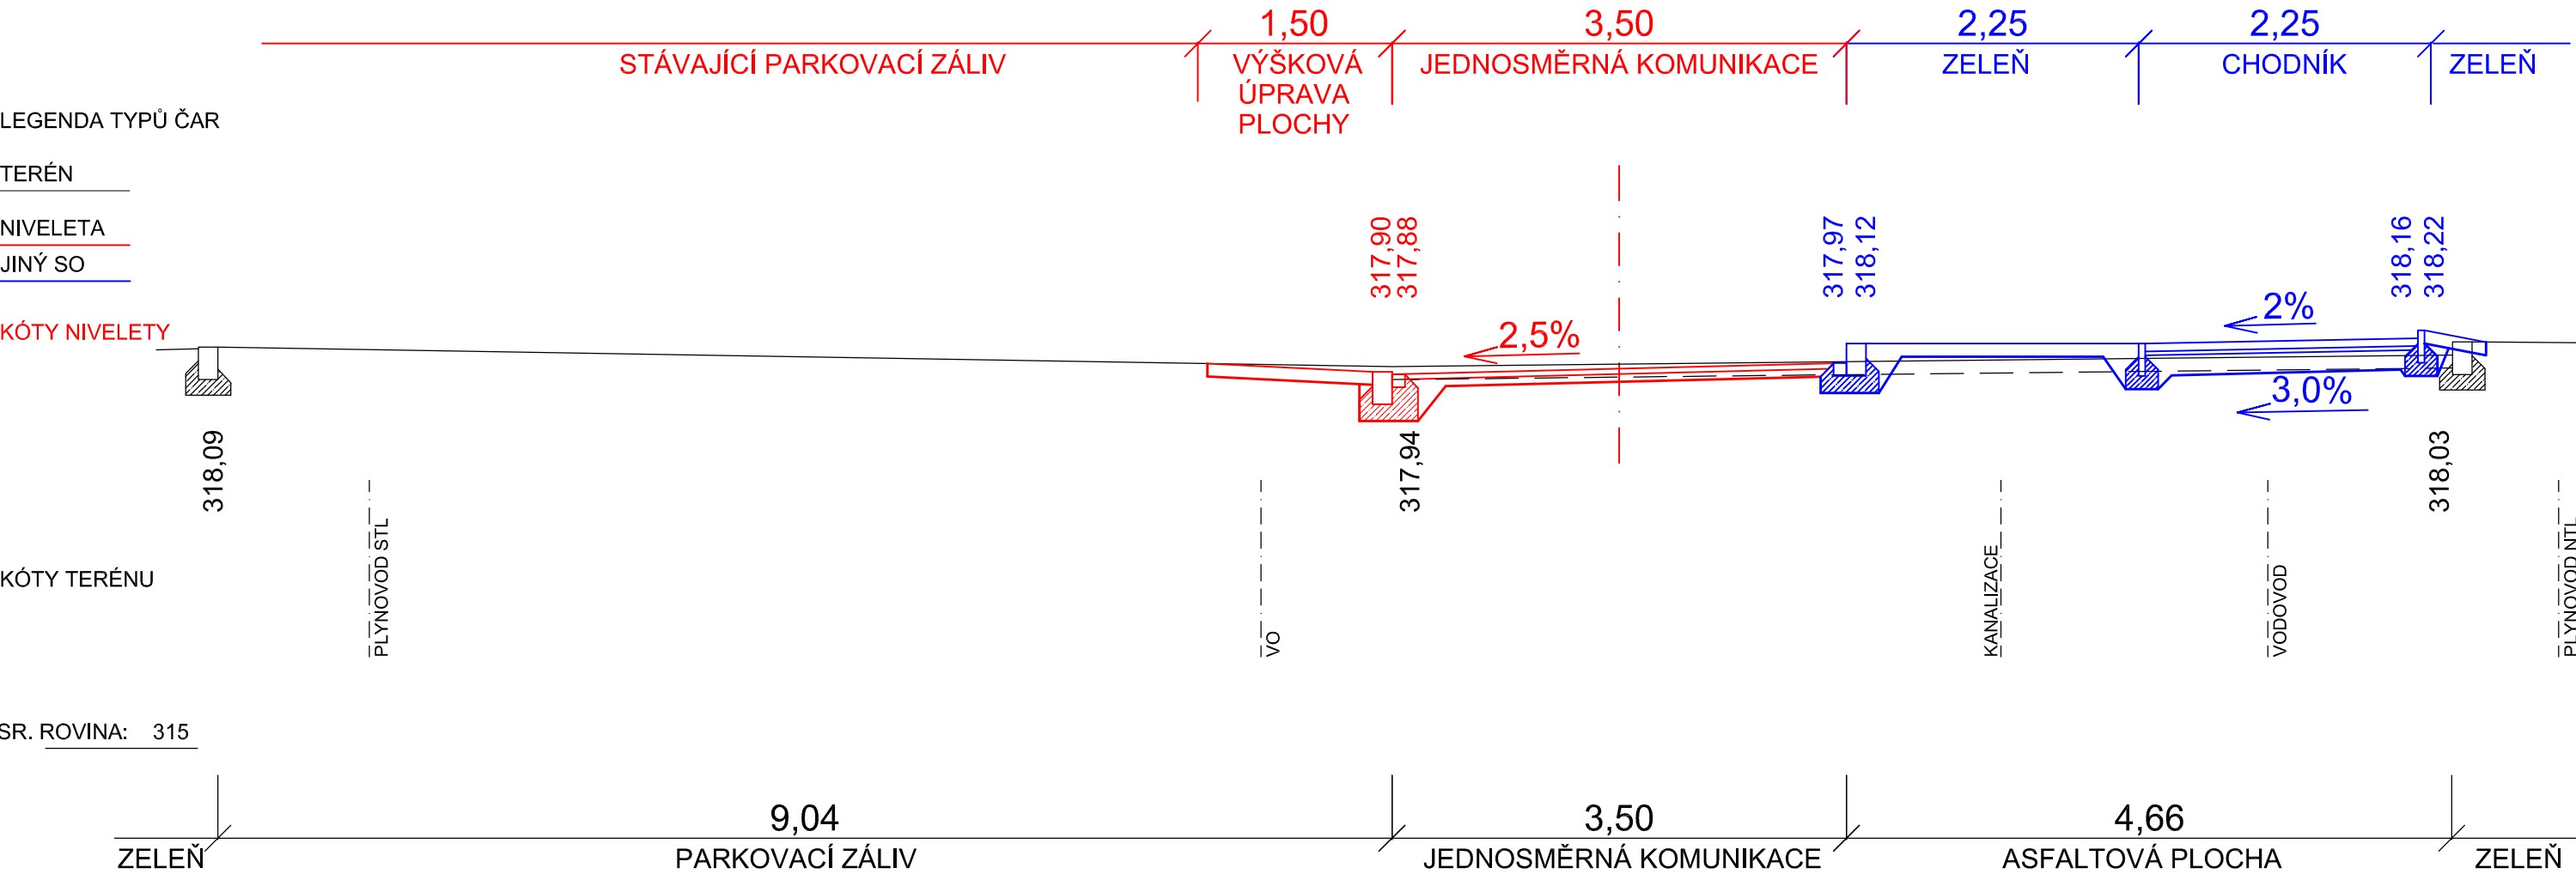 1,50
3,50
2,25
2,25
STÁVAJÍCÍ PARKOVACÍ ZÁLIV
VÝŠKOVÁ
ÚPRAVA
PLOCHY
JEDNOSMĚRNÁ KOMUNIKACE
ZELEŇ
CHODNÍK
ZELEŇ
LEGENDA TYPŮ ČAR
TERÉN
NIVELETA
JINÝ SO
KÓTY NIVELETY
317,90
317,88
317,97
318,12
318,16
318,22
2,5%
2%
3,0%
318,09
317,94
318,03
PLYNOVOD STL
VO
KANALIZACE
VODOVOD
PLYNOVOD NTL
KÓTY TERÉNU
SR. ROVINA: 315
9,04
3,50
4,66
ZELEŇ
PARKOVACÍ ZÁLIV
JEDNOSMĚRNÁ KOMUNIKACE
ASFALTOVÁ PLOCHA
ZELEŇ